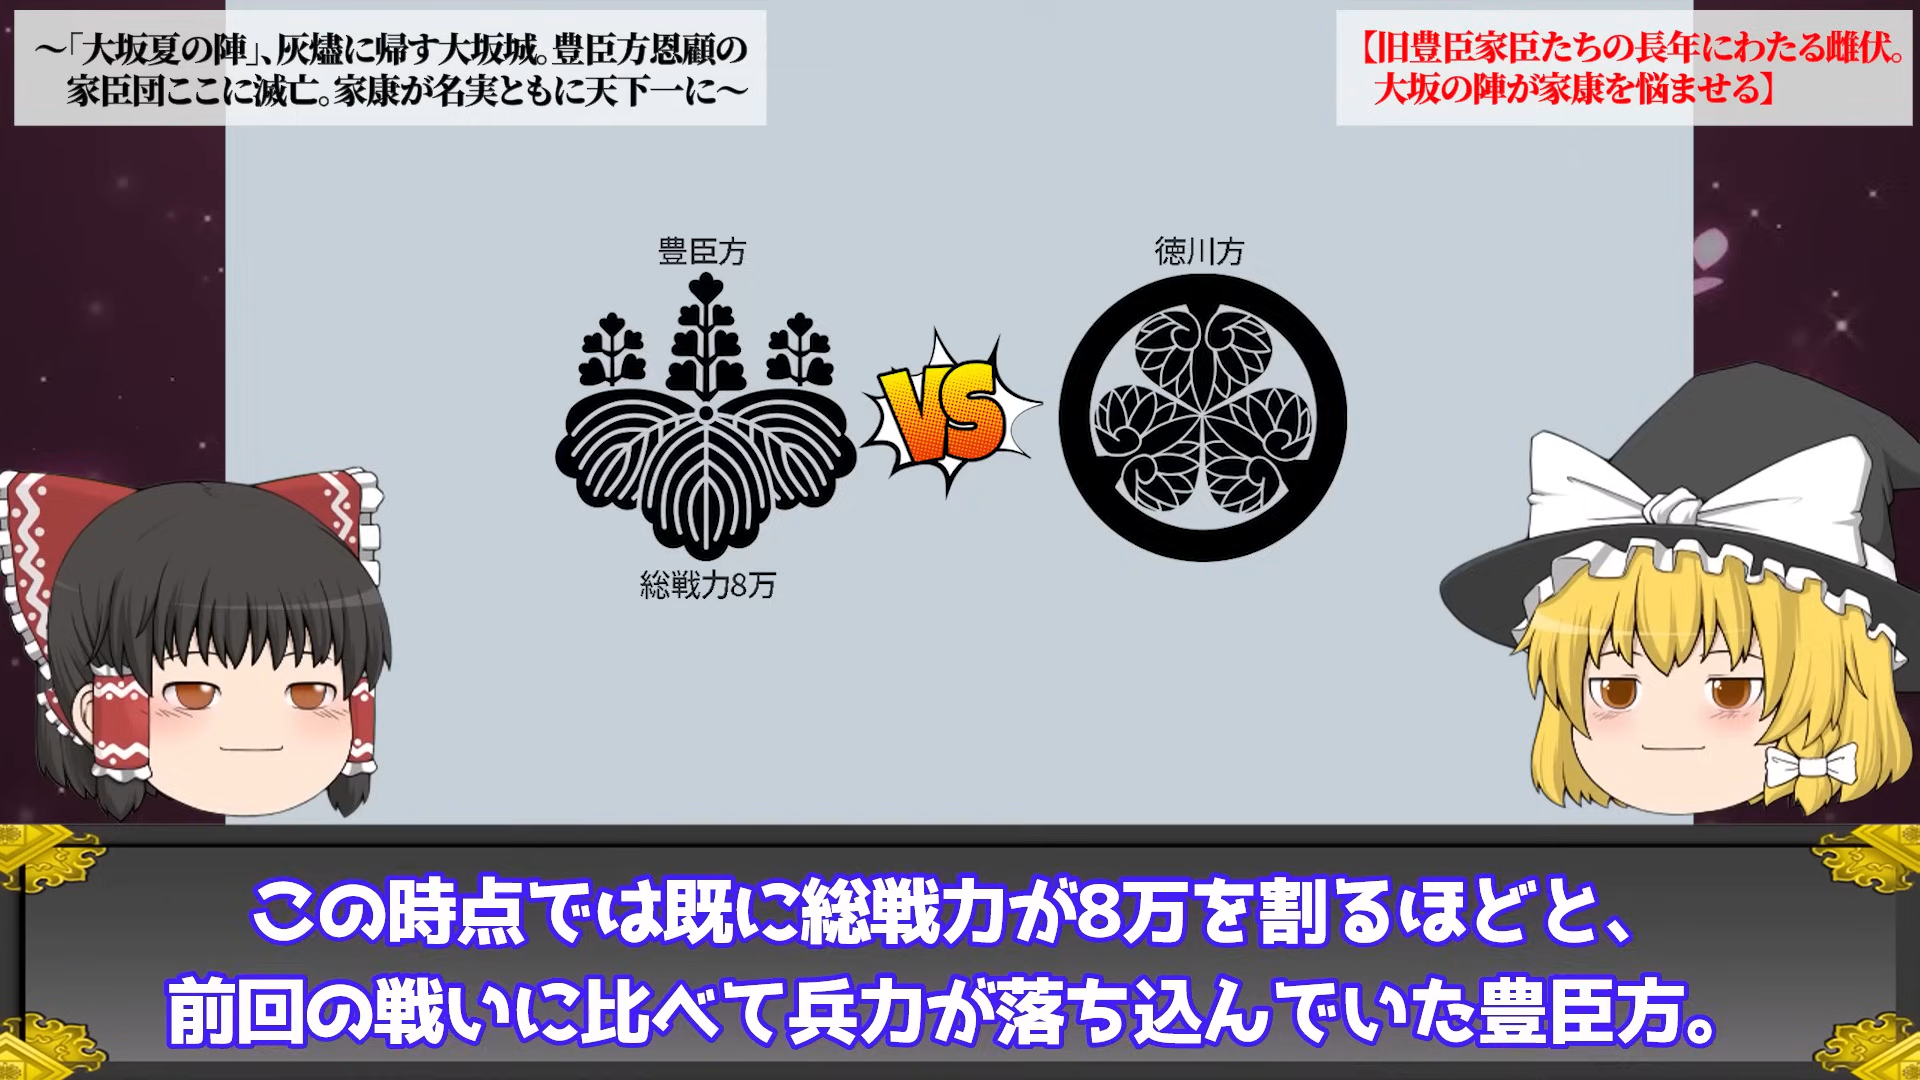 ～「大坂夏の陣」、灰燼に帰す大坂城。豊臣方恩顧の
家臣団ここに滅亡。家康が名実ともに天下一に～
【旧豊臣家臣たちの長年にわたる雌伏。
大坂の陣が家康を悩ませる】
豊臣方
徳川方
VS
総戦力8万
この時点では既に総戦力が8万を割るほどと、
前回の戦いに比べて兵力が落ち込んでいた豊臣方。